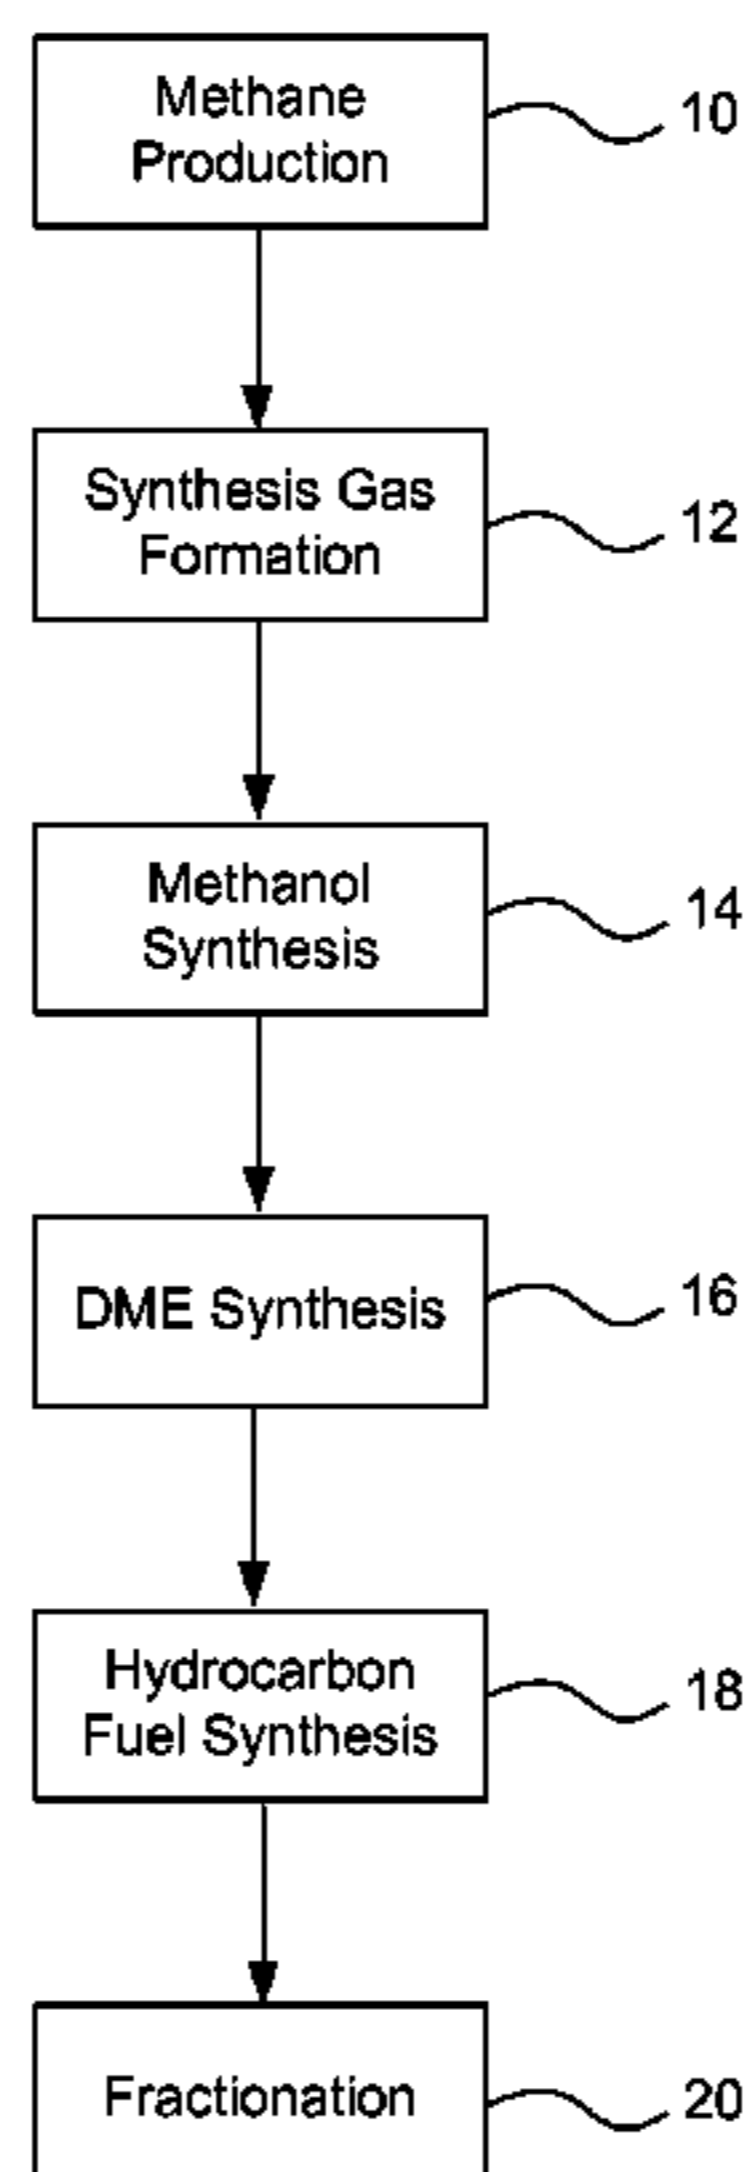 Methane
Production
10
Synthesis Gas
Formation
12
Methanol
Synthesis
14
DME Synthesis
16
Hydrocarbon
Fuel Synthesis
18
Fractionation
20